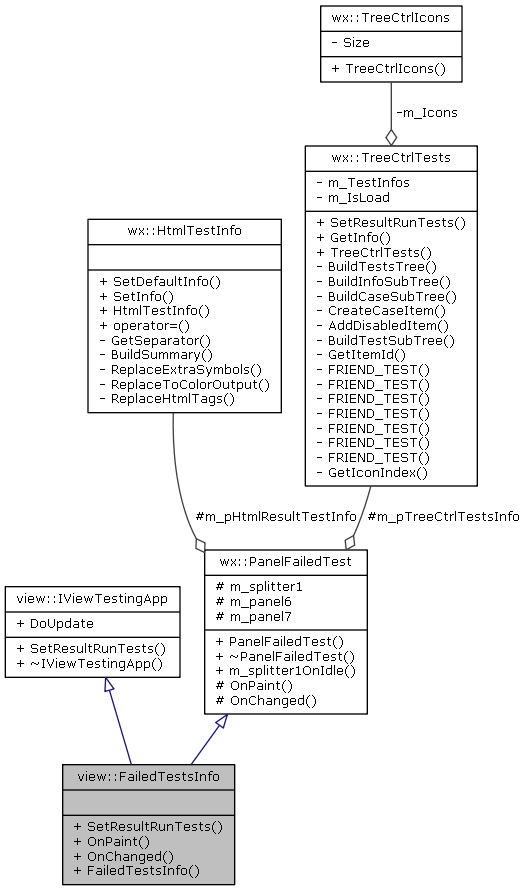 wx::TreeCtrlIcons
- Size
+ TreeCtrlIcons()
-m_Icons
wx::TreeCtrlTests
- m_TestInfos
- m_IsLoad
+ SetResultRunTests()
+ GetInfo()
+ TreeCtrlTests()
- BuildTestsTree()
- BuildInfoSubTree()
- BuildCaseSubTree()
- CreateCaseItem()
- AddDisabledItem()
- BuildTestSubTree()
- GetItemId()
- FRIEND_TEST()
- FRIEND_TEST()
- FRIEND_TEST()
- FRIEND_TEST()
- FRIEND_TEST()
- FRIEND_TEST()
- FRIEND_TEST()
- GetIconIndex()
wx::HtmlTestInfo
+ SetDefaultInfo()
+ SetInfo()
+ HtmlTestInfo()
+ operator=()
- GetSeparator()
- BuildSummary()
- ReplaceExtraSymbols()
- ReplaceToColorOutput()
- ReplaceHtmlTags()
#m_pHtmlResultTestInfo
#m_pTreeCtrlTestsInfo
wx::PanelFailedTest
# m_splitter1
# m_panel6
# m_panel7
+ PanelFailedTest()
+ ~PanelFailedTest()
+ m_splitter1OnIdle()
# OnPaint()
# OnChanged()
view::IViewTestingApp
+ DoUpdate
+ SetResultRunTests()
+ ~IViewTestingApp()
view::FailedTestsInfo
+ SetResultRunTests()
+ OnPaint()
+ OnChanged()
+ FailedTestsInfo()